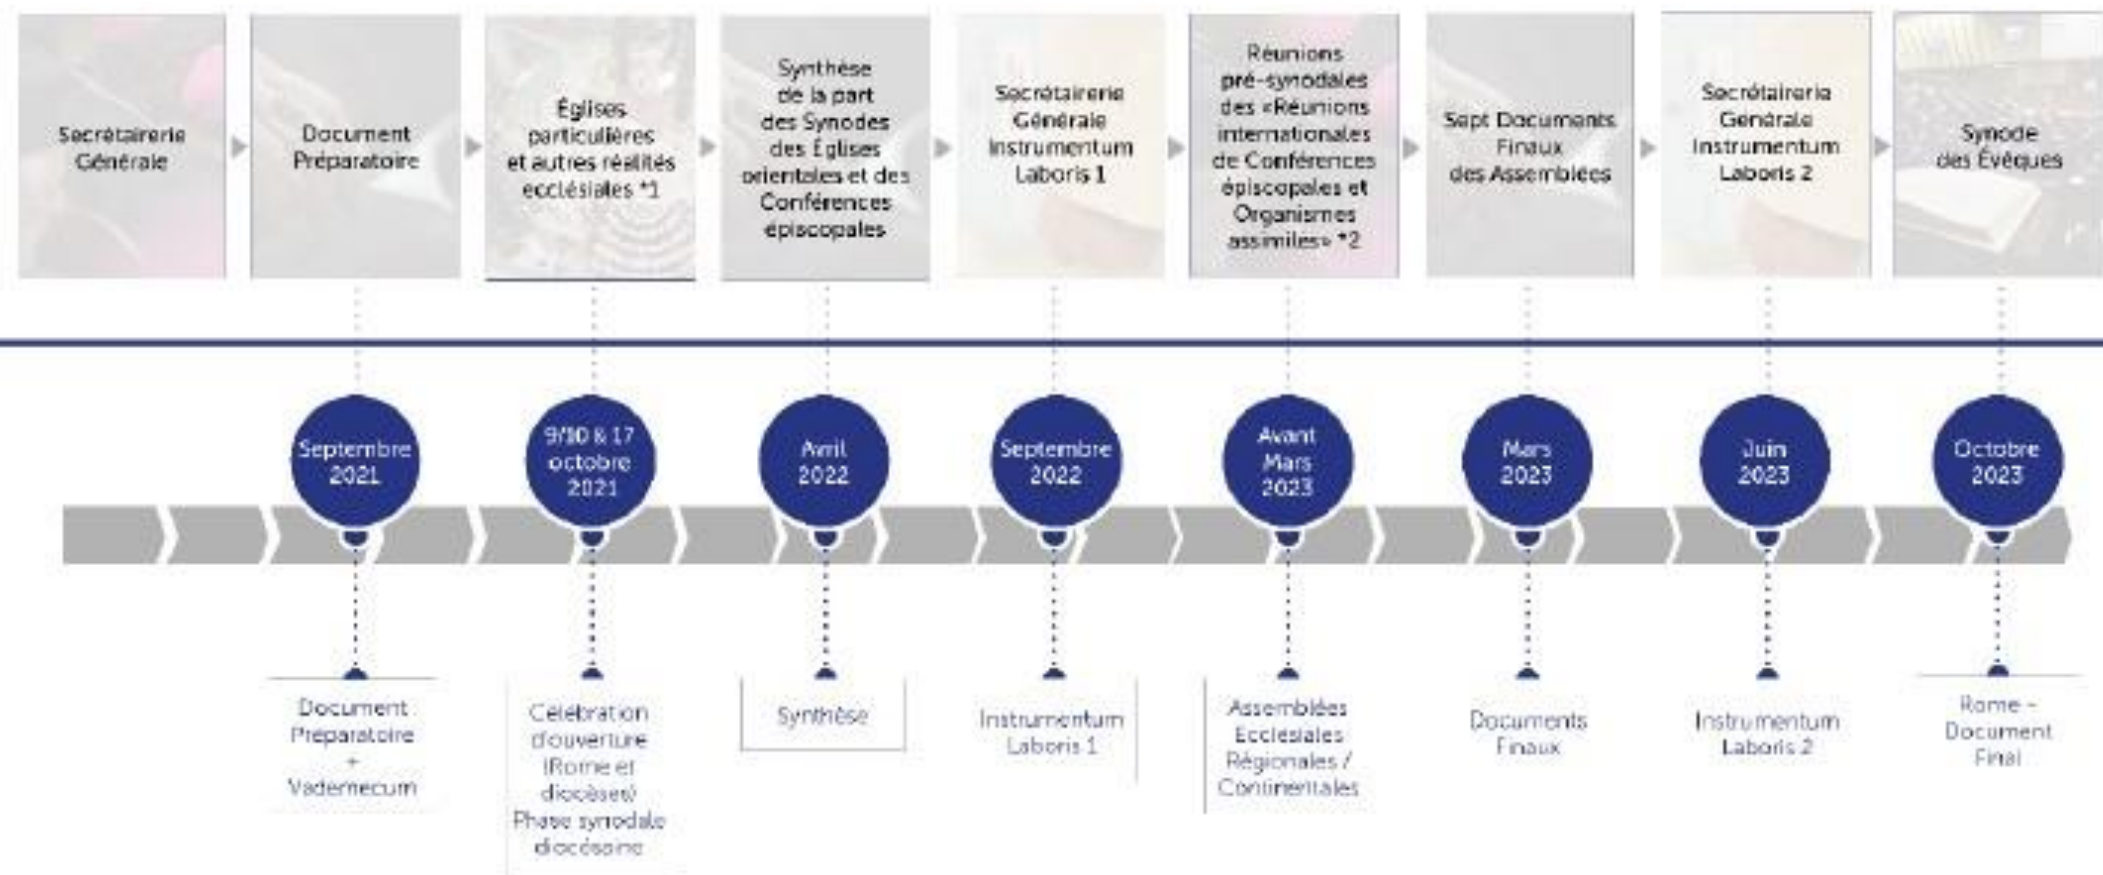 Secrétairerie
Générale
Document
Préparatoire
Églises
particulières
et autres réalités
ecclésiales *1
Synthèse
de la part
des Synodes
des Églises
orientales et des
Conférences
épiscopales
Secrétairerie
Générale
Instrumentum
Laboris 1
Réunions
pré-synodales
des «Réunions
internationales
de Conférences
épiscopales et
Organismes
assimilés» *2
Sept Documents
Finaux
des Assemblées
Secrétairerie
Générale
Instrumentum
Laboris 2
Synode
des Évêques
Septembre
2021
9/10 & 17
octobre
2021
Avril
2022
Septembre
2022
Avant
Mars
2023
Mars
2023
Juin
2023
Octobre
2023
Document
Préparatoire
+
Vademecum
Célébration
d'ouverture
(Rome et
diocèses)
Phase synodale
diocésaine
Synthèse
Instrumentum
Laboris 1
Assemblées
Ecclésiales
Régionales /
Continentales
Documents
Finaux
Instrumentum
Laboris 2
Rome -
Document
Final